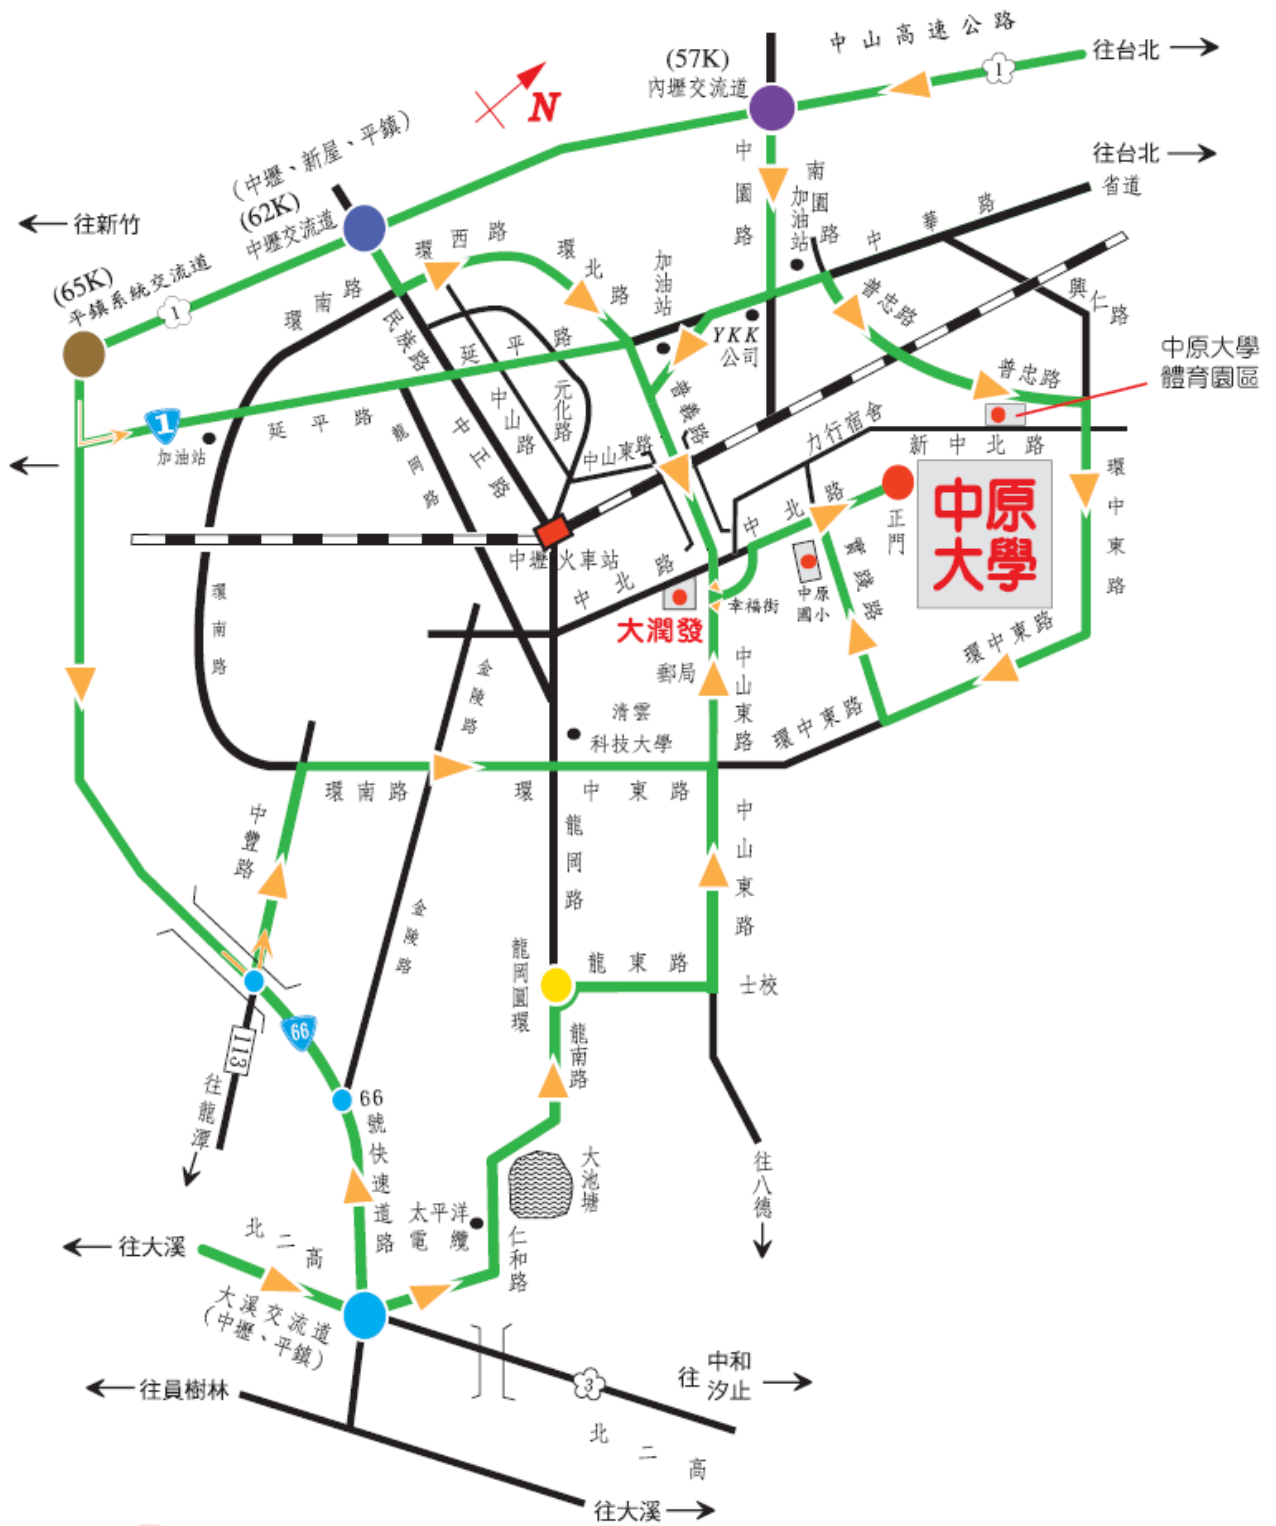 中山高速公路
1
往台北
(57K)
內壢交流道
N
往台北
省道
(中壢、新屋、平鎮)
(62K)
中壢交流道
往新竹
(65K)
平鎮系統交流道
1
中園路
南園路
加油站
中華路
興仁路
環西路
環北路
加油站
環南路
民族路
延平路
YKK
公司
普忠路
普忠路
中原大學
體育園區
1
加油站
延平路
龍岡路
中正路
中山路
元化路
中山東路
普義路
力行宿舍
新中北路
環中東路
中原
大學
正門
中北路
實踐路
中原
國小
中壢火車站
中北路
大潤發
幸福街
郵局
中山東路
環中東路
環中東路
環南路
金陵路
清雲
科技大學
環南路
環中東路
中豐路
龍岡路
中山東路
金陵路
龍岡圓環
龍東路
士校
66
113
往龍潭
66
號快速道路
龍南路
大池塘
太平洋
電纜
仁和路
往八德
往大溪
北二高
大溪交流道
(中壢、平鎮)
往員樹林
3
往
中和
汐止
北二高
往大溪